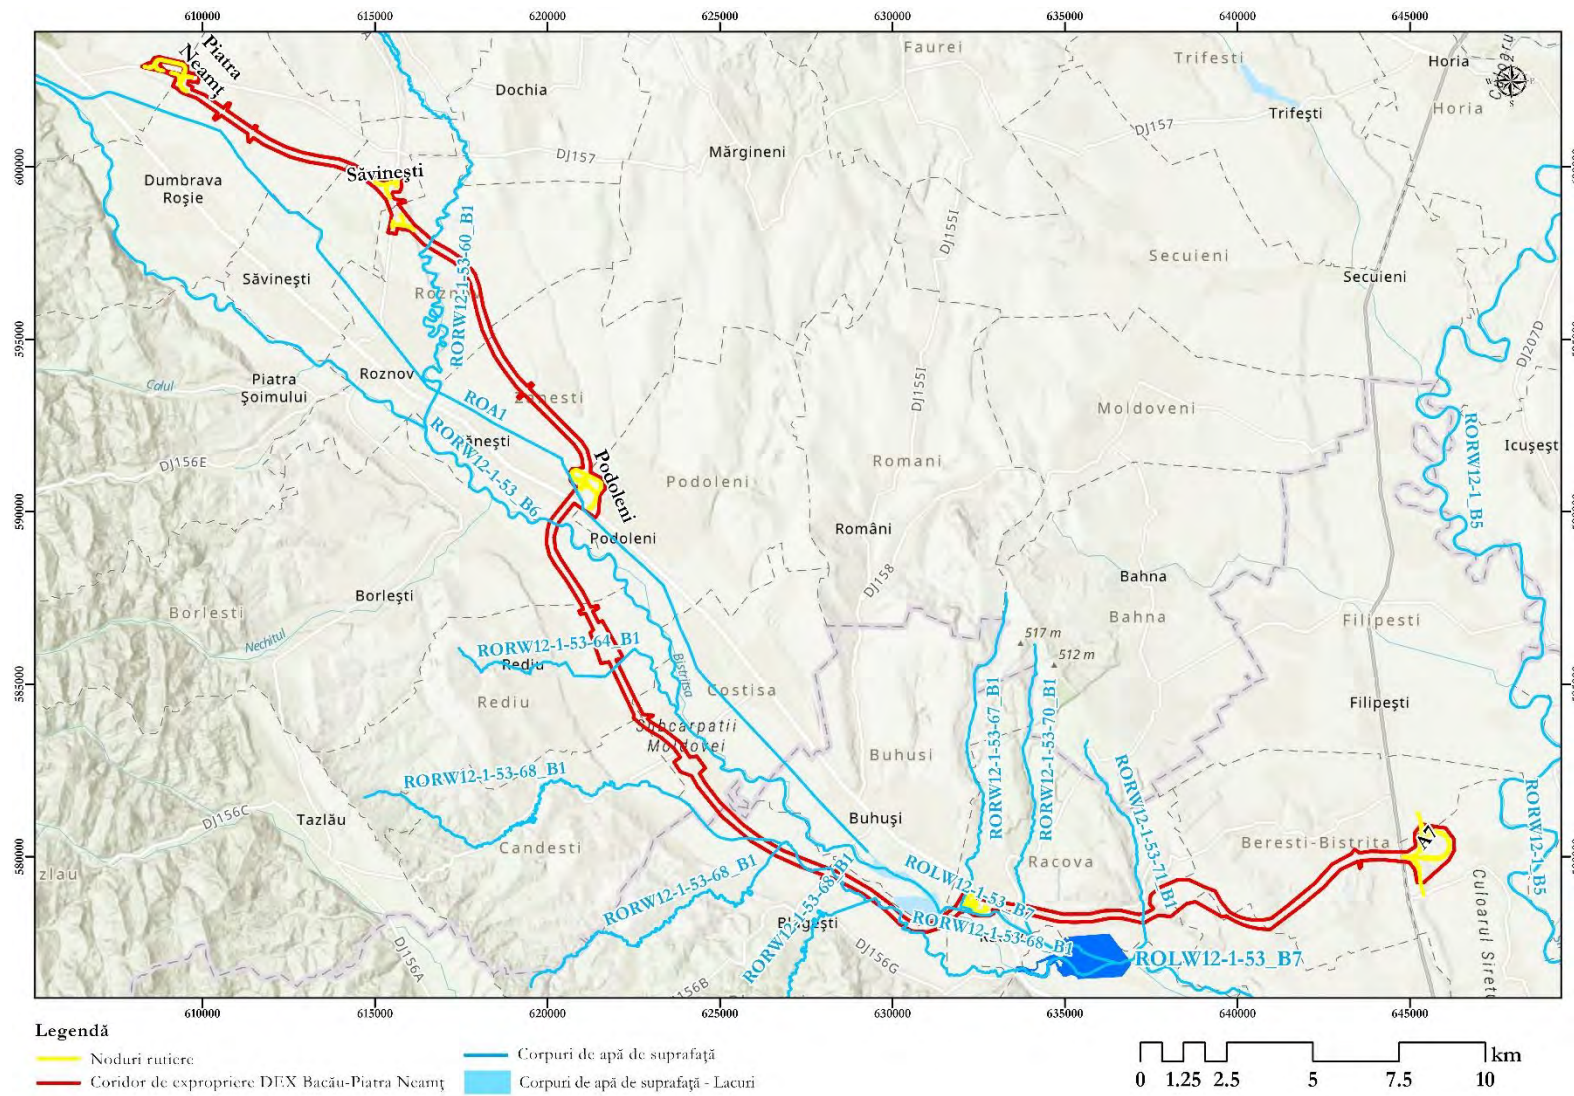 610000
615000
620000
625000
630000
635000
640000
645000
Piatra
Neamț
Faurei
Trifesti
Horia
Dochia
Horia
Trifești
DJ157
DJ157
Mărgineni
600000
Săvinești
Dumbrava
Roșie
RORW12-1-53-60_B1
DJ155I
Secuieni
Secuieni
Săvinești
DJ207D
595000
Roznov
Piatra
Șoimului
Calul
DJ155I
ROA1
Moldoveni
RORW12-1-53_B6
DJ156E
Podoleni
Podoleni
Romani
RORW12-1_B5
590000
Români
Podoleni
DJ158
Bahna
Borlești
Borlesti
Bahna
Filipesti
Nechitul
517 m
512 m
RORW12-1-53-64_B1
Rediu
Rediu
Bistrița
Costisa
585000
Filipești
Subcarpatii
Moldovei
Buhusi
RORW12-1-53-67_B1
RORW12-1-53-70_B1
RORW12-1-53-68_B1
RORW12-1-53-71_B1
RORW12-1_B5
DJ156C
Tazlău
Buhuși
Candesti
Racova
Beresti-Bistrita
A7
580000
zlau
RORW12-1-53-68_B1
RORW12-1-53-68_B1
ROLW12-1-53_B7
RORW12-1-53-68_B1
Blăgești
DJ156A
DJ156G
ROLW12-1-53_B7
156B
610000
615000
620000
625000
630000
635000
640000
645000
Legendă
Noduri rutiere
Coridor de expropriere DEX Bacău-Piatra Neamț
Corpuri de apă de suprafață
Corpuri de apă de suprafață - Lacuri
km
0 1.25 2.5 5 7.5 10